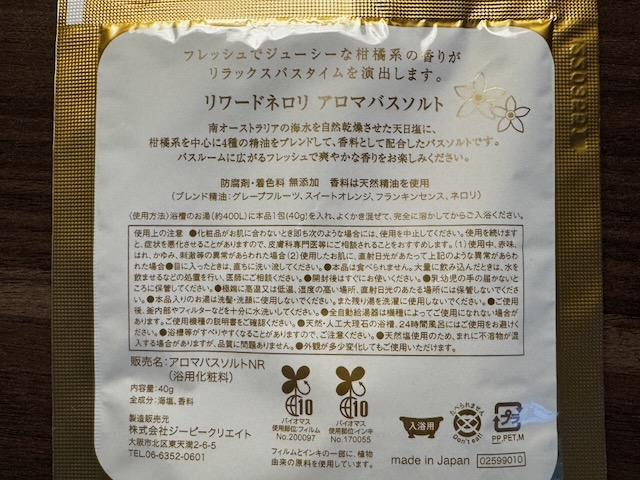 フレッシュでジューシーな柑橘系の香りが
リラックスバスタイムを演出します。
リワードネロリ アロマバスソルト
南オーストラリアの海水を自然乾燥させた天日塩に、
柑橘系を中心に4種の精油をブレンドして、香料として配合したバスソルトです。
バスルームに広がるフレッシュで爽やかな香りをお楽しみください。
防腐剤・着色料 無添加 香料は天然精油を使用
(ブレンド精油:グレープフルーツ、スイートオレンジ、フランキンセンス、ネロリ)
(使用方法)浴槽のお湯(約400L)に本品1包(40g)を入れ、よくかき混ぜて、完全に溶かしてからご入浴ください。
使用上の注意 ●化粧品がお肌に合わないとき即ち次のような場合には、使用を中止してください。使用を続けます
と、症状を悪化させることがありますので、皮膚科専門医等にご相談されることをおすすめします。(1)使用中、赤味、
はれ、かゆみ、刺激等の異常があらわれた場合(2)使用したお肌に、直射日光があたって上記のような異常があらわ
れた場合●目に入ったときは、直ちに洗い流してください。●本品は食べられません。大量に飲み込んだときは、水を
飲ませるなどの処置を行い、医師にご相談ください。●開封後はすぐにお使いください。●乳・幼児の手の届かないと
ころに保管してください。●極端に高温又は低温、湿度の高い場所、直射日光のあたる場所には保管しないでくださ
い。●本品入りのお湯は洗髪・洗顔に使用しないでください。また残り湯を洗濯に使用しないでください。●ご使用
後、釜内部やフィルターなどを十分に水洗いしてください。●全自動給湯器は機種によってご使用になれない場合が
あります。ご使用機種の説明書をご確認ください。●天然・人工大理石の浴槽、24時間風呂にはご使用をお避けく
ださい。●浴槽等がすべりやすくなることがありますので、ご注意ください。●天然塩使用のため、まれに不溶物が混
入する場合がありますが、品質に問題ありません。●外観が多少変化してもご使用いただけます。
販売名:アロマバスソルトNR
(浴用化粧料)
内容量:40g
全成分:海塩、香料
製造販売元
株式会社ジーピークリエイト
大阪市北区東天満2-6-5
TEL.06-6352-0601
10
バイオマス
使用部位:フィルム
No.200097
10
バイオマス
使用部位:インキ
No.170055
フィルムとインキの一部に、植物
由来の原料を使用しています。
入浴用
たべられません
Don't eat
プラ
PP,PET,M
made in Japan
02599010